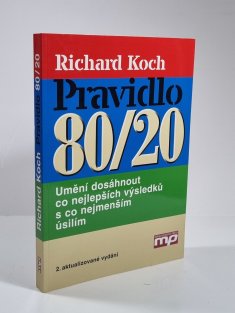 Richard Koch
Pravidlo
80/20
Umění dosáhnout
co nejlepších výsledků
s co nejmenším
úsilím
mp
2. aktualizované vydání
Richard Koch Pravidlo 80/20